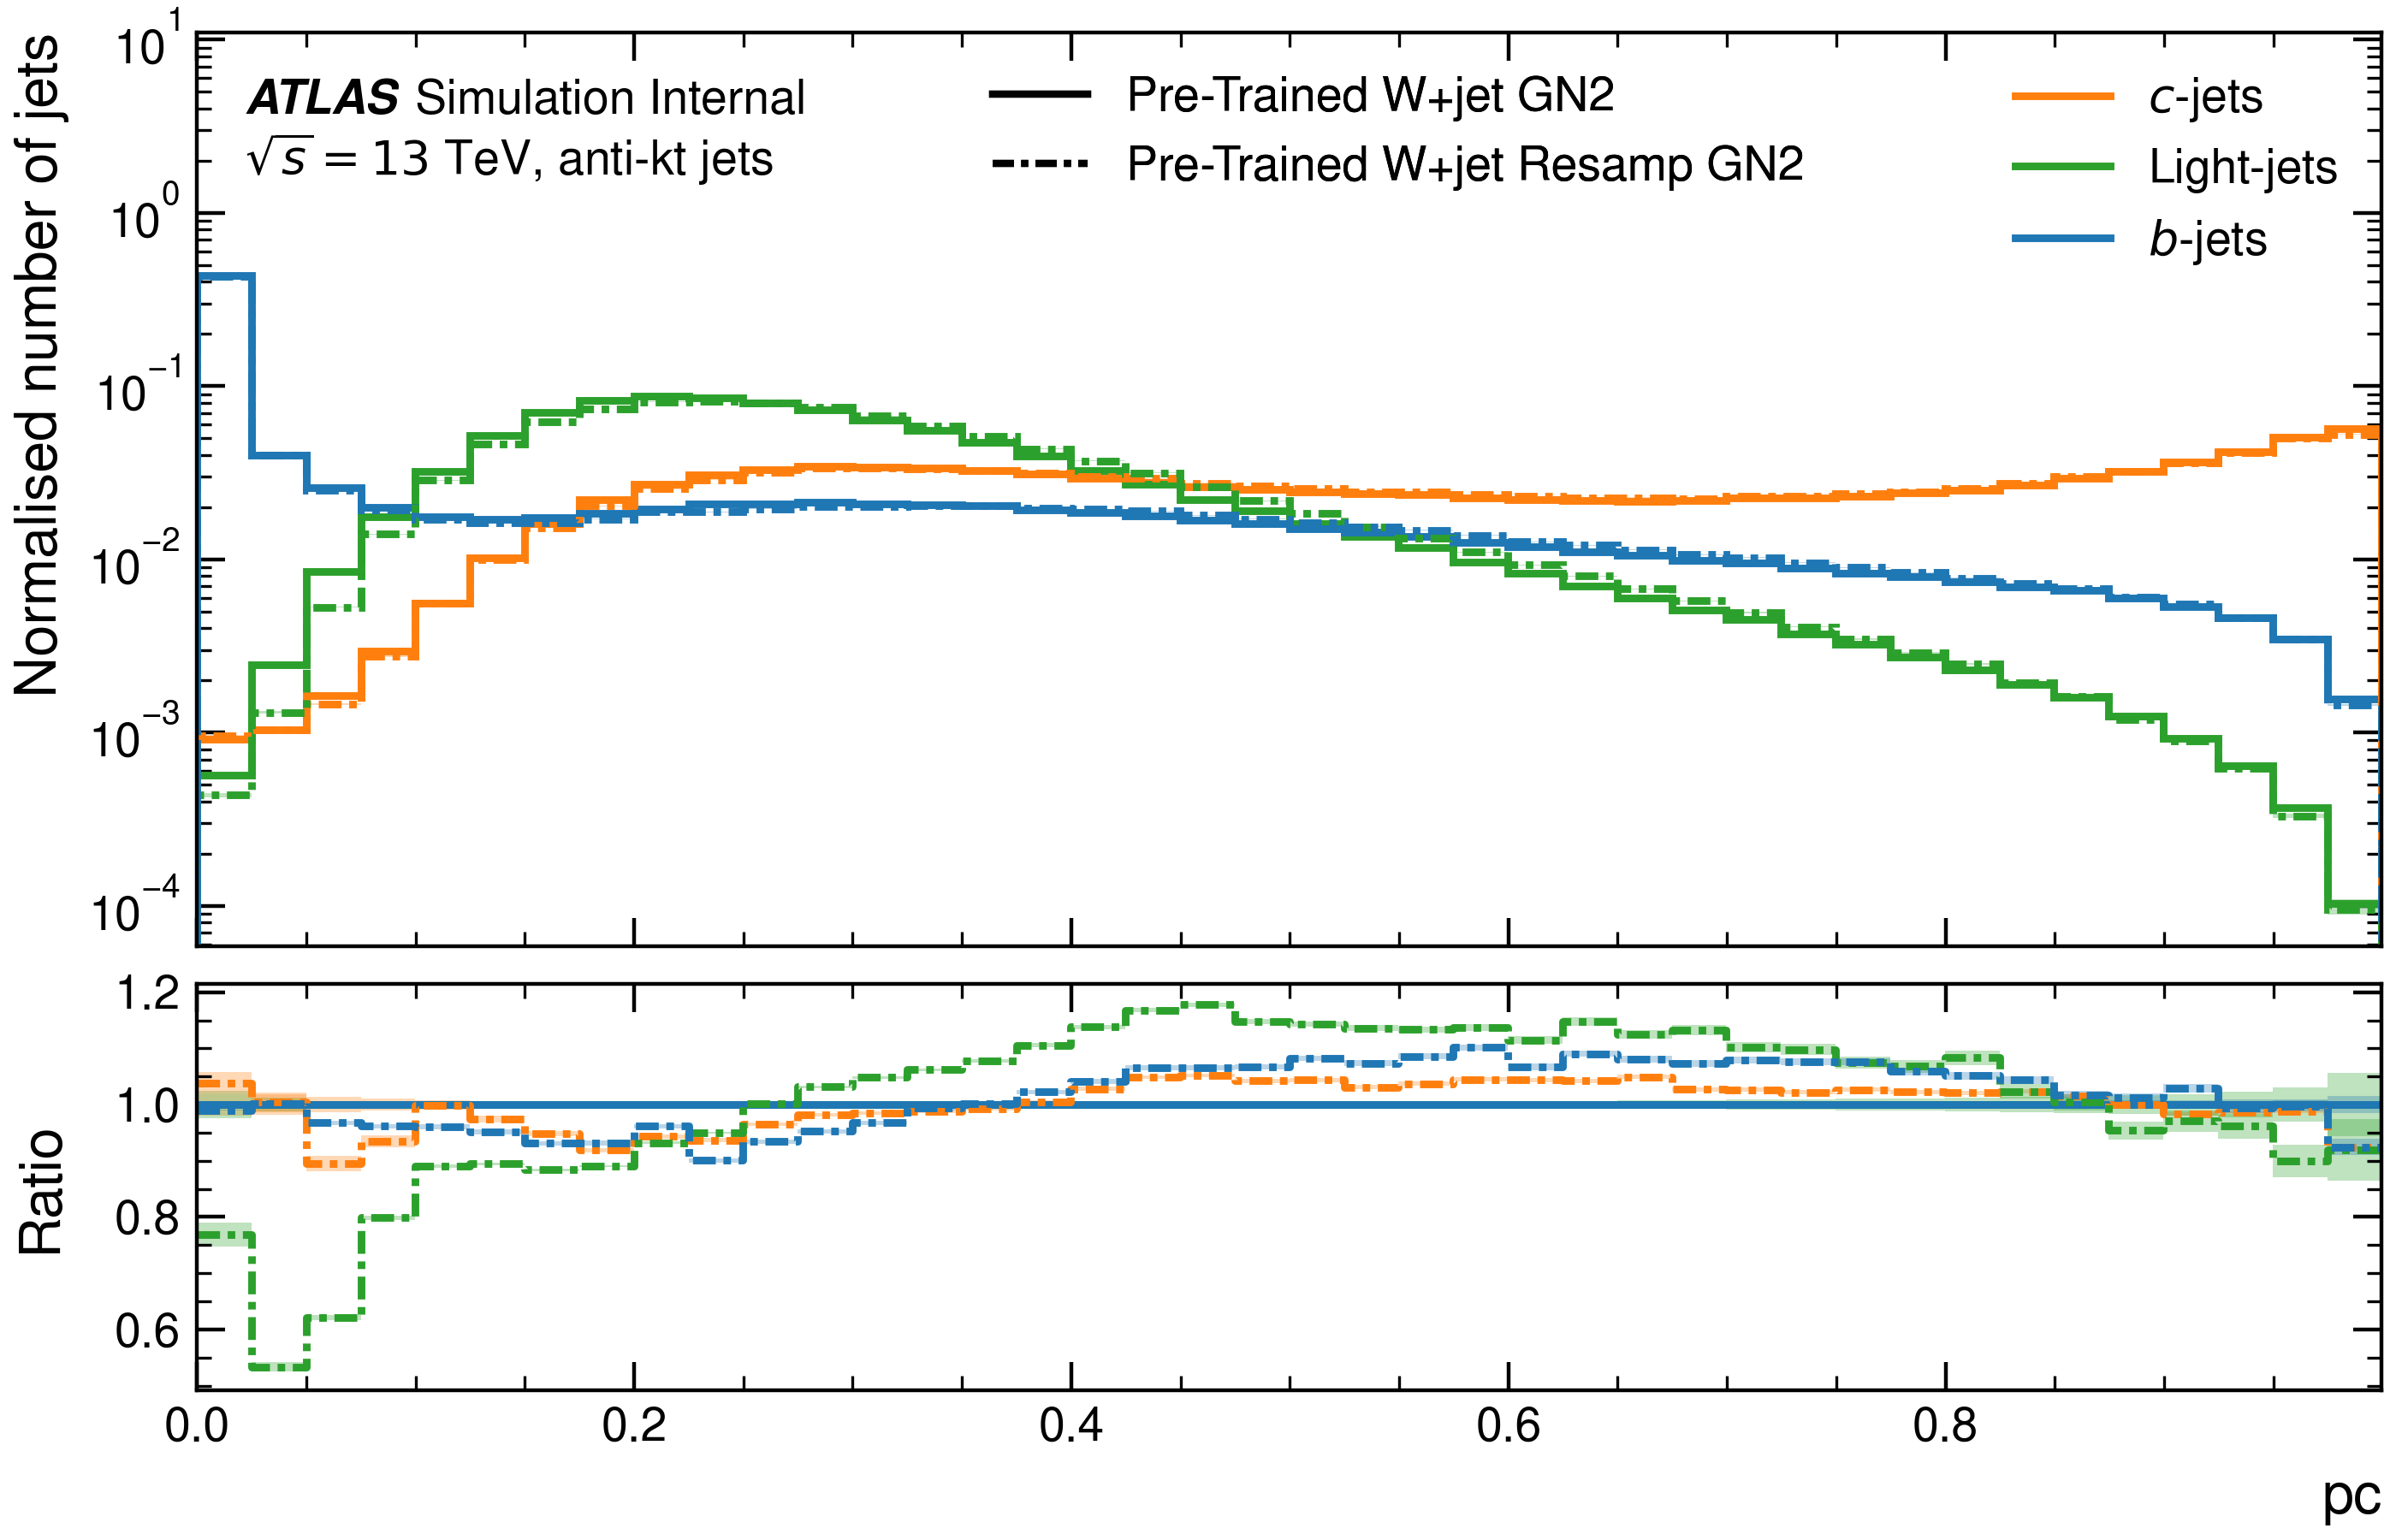 Normalised number of jets
10^1
10^0
10^−1
10^−2
10^−3
10^−4
ATLAS Simulation Internal
√s = 13 TeV, anti-kt jets
Pre-Trained W+jet GN2
Pre-Trained W+jet Resamp GN2
c-jets
Light-jets
b-jets
Ratio
1.2
1.0
0.8
0.6
0.0 0.2 0.4 0.6 0.8
pc